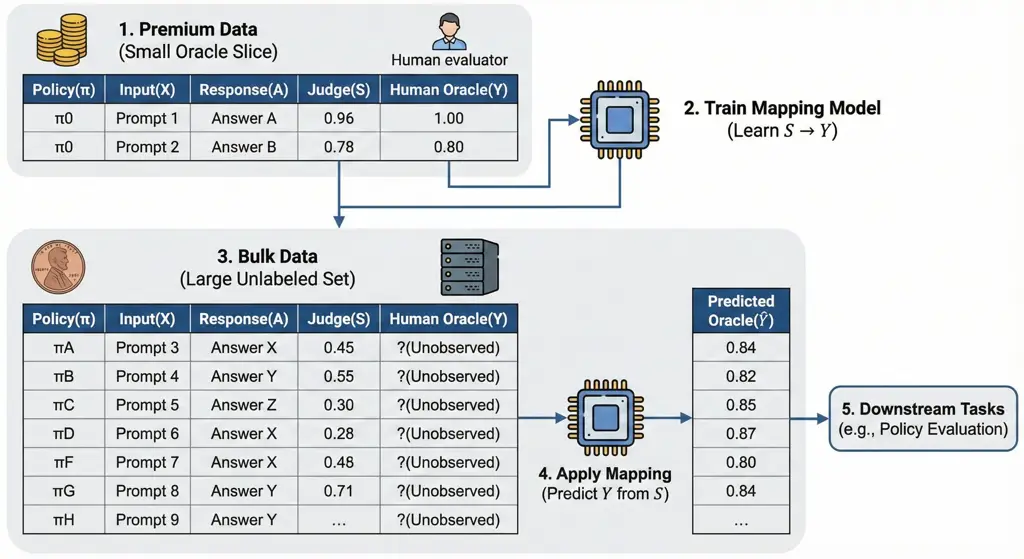 1. Premium Data
(Small Oracle Slice)
Human evaluator
Policy(π) Input(X) Response(A) Judge(S) Human Oracle(Y)
π0 Prompt 1 Answer A 0.96 1.00
π0 Prompt 2 Answer B 0.78 0.80
2. Train Mapping Model
(Learn S → Y)
3. Bulk Data
(Large Unlabeled Set)
Policy(π) Input(X) Response(A) Judge(S) Human Oracle(Y)
πA Prompt 3 Answer X 0.45 ?(Unobserved)
πB Prompt 4 Answer Y 0.55 ?(Unobserved)
πC Prompt 5 Answer Z 0.30 ?(Unobserved)
πD Prompt 6 Answer X 0.28 ?(Unobserved)
πF Prompt 7 Answer X 0.48 ?(Unobserved)
πG Prompt 8 Answer Y 0.71 ?(Unobserved)
πH Prompt 9 Answer Y ... ?(Unobserved)
4. Apply Mapping
(Predict Y from S)
Predicted
Oracle(Ŷ)
0.84
0.82
0.85
0.87
0.80
0.84
...
5. Downstream Tasks
(e.g., Policy Evaluation)